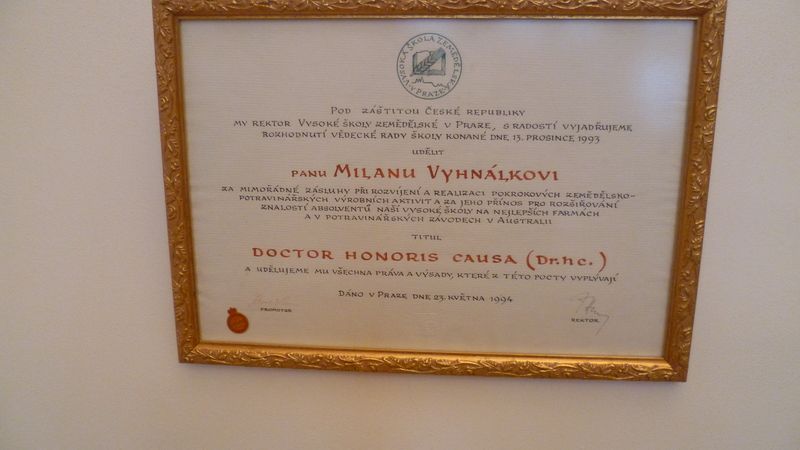 VYSOKÁ ŠKOLA ZEMĚDĚLSKÁ V PRAZE
Pod záštitou České republiky
my rektor Vysoké školy zemědělské v Praze, s radostí vyjadřujeme
rozhodnutí vědecké rady školy konané dne 13. prosince 1993
udělit
panu Milanu Vyhnálkovi
za mimořádné zásluhy při rozvíjení a realizaci pokrokových zemědělsko-
potravinářských výrobních aktivit a za jeho přínos pro rozšiřování
znalostí absolventů naší vysoké školy na nejlepších farmách
a v potravinářských závodech v Austrálii
titul
doctor honoris causa (Dr.hc.)
a udělujeme mu všechna práva a výsady, které z této pocty vyplývají
Dáno v Praze dne 23. května 1994
promotor
rektor